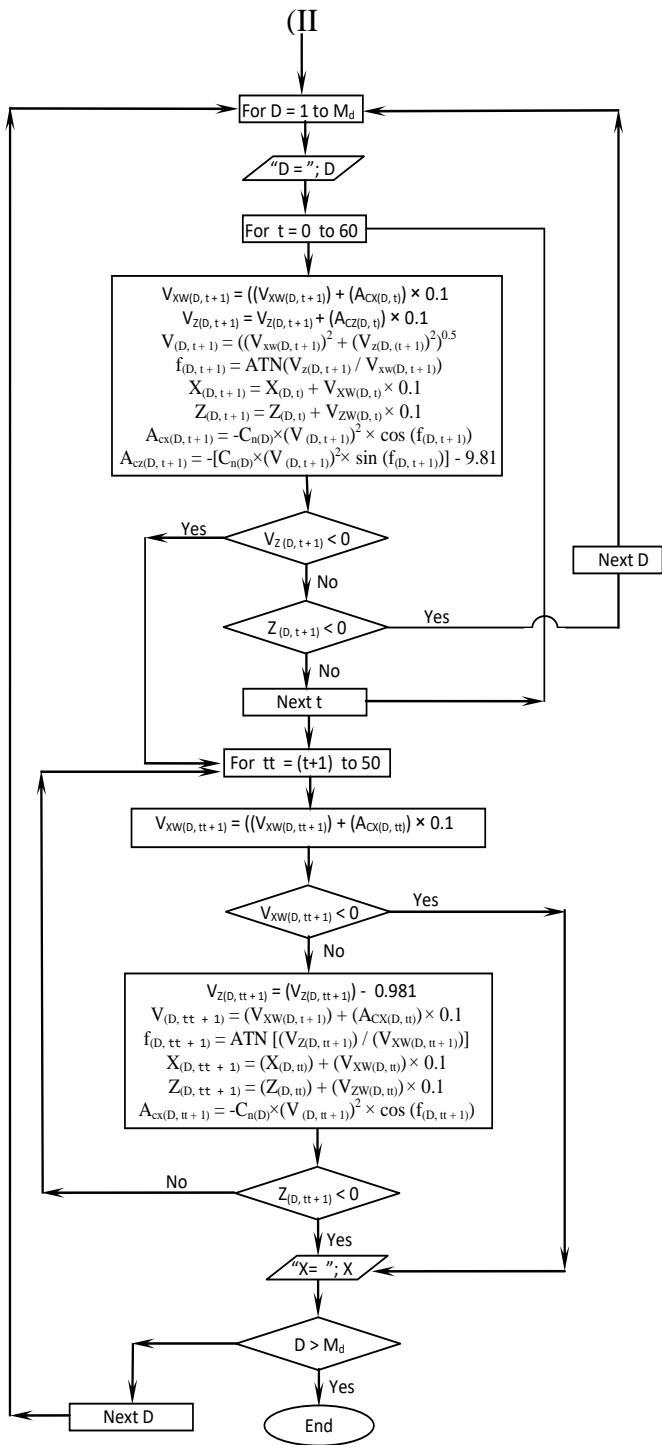 (II
For D = 1 to M_d
“D = ”; D
For t = 0 to 60
V_XW(D, t + 1) = ((V_XW(D, t + 1)) + (A_CX(D, t)) × 0.1
V_Z(D, t + 1) = V_Z(D, t + 1) + (A_CZ(D, t)) × 0.1
V_(D, t + 1) = ((V_xw(D, t + 1))^2 + (V_z(D, (t + 1))^2)^0.5
f_(D, t + 1) = ATN(V_z(D, t + 1) / V_xw(D, t + 1))
X_(D, t + 1) = X_(D, t) + V_XW(D, t) × 0.1
Z_(D, t + 1) = Z_(D, t) + V_ZW(D, t) × 0.1
A_cx(D, t + 1) = -C_n(D)×(V_(D, t + 1))^2 × cos (f_(D, t + 1))
A_cz(D, t + 1) = -[C_n(D)×(V_(D, t + 1))^2× sin (f_(D, t + 1))] - 9.81
Yes
V_Z (D, t + 1) < 0
Next D
No
Z_(D, t + 1) < 0
Yes
No
Next t
For tt = (t+1) to 50
V_XW(D, tt + 1) = ((V_XW(D, tt + 1)) + (A_CX(D, tt)) × 0.1
V_XW(D, tt + 1) < 0
Yes
No
V_Z(D, tt + 1) = (V_Z(D, tt + 1)) - 0.981
V_(D, tt + 1) = (V_XW(D, t + 1)) + (A_CX(D, tt)) × 0.1
f_(D, tt + 1) = ATN [(V_Z(D, tt + 1)) / (V_XW(D, tt + 1))]
X_(D, tt + 1) = (X_(D, tt)) + (V_XW(D, tt)) × 0.1
Z_(D, tt + 1) = (Z_(D, tt)) + (V_ZW(D, tt)) × 0.1
A_cx(D, tt + 1) = -C_n(D)×(V_(D, tt + 1))^2 × cos (f_(D, tt + 1))
No
Z_(D, tt + 1) < 0
Yes
“X= ”; X
D > M_d
Yes
Next D
End